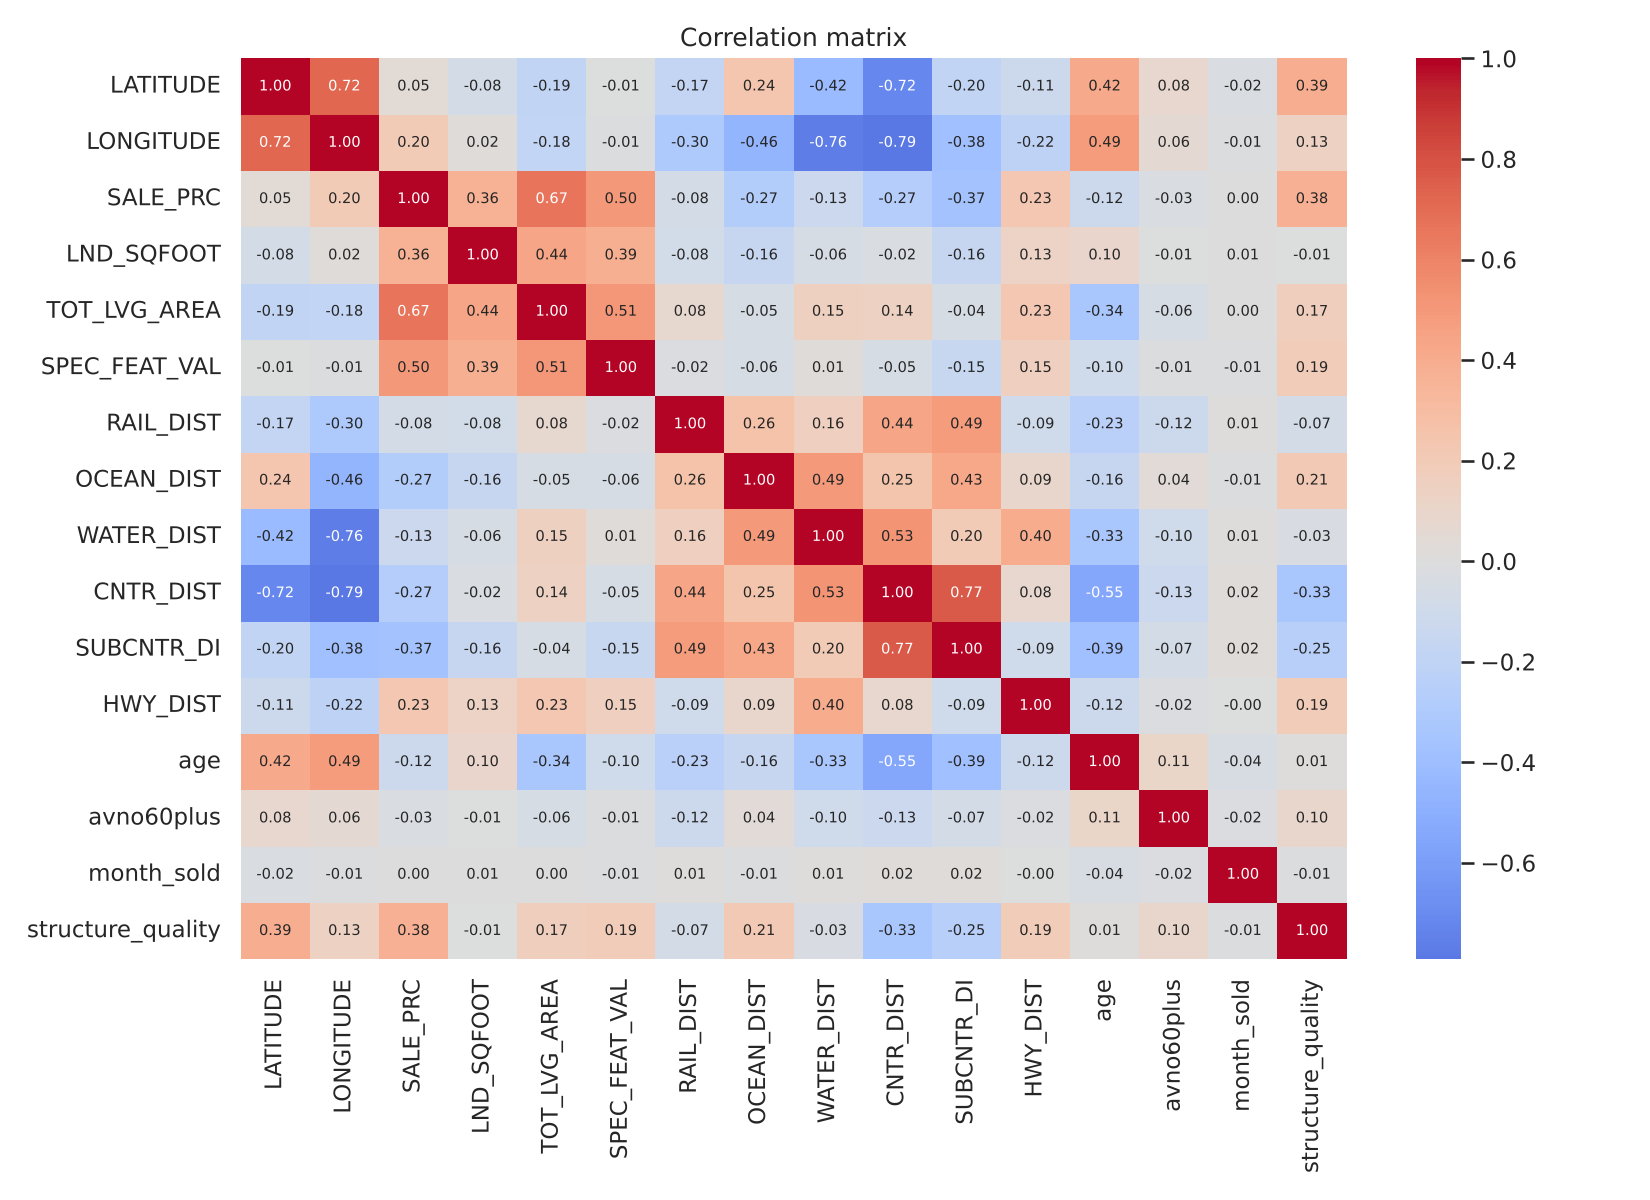 Correlation matrix
LATITUDE 1.00 0.72 0.05 -0.08 -0.19 -0.01 -0.17 0.24 -0.42 -0.72 -0.20 -0.11 0.42 0.08 -0.02 0.39
LONGITUDE 0.72 1.00 0.20 0.02 -0.18 -0.01 -0.30 -0.46 -0.76 -0.79 -0.38 -0.22 0.49 0.06 -0.01 0.13
SALE_PRC 0.05 0.20 1.00 0.36 0.67 0.50 -0.08 -0.27 -0.13 -0.27 -0.37 0.23 -0.12 -0.03 0.00 0.38
LND_SQFOOT -0.08 0.02 0.36 1.00 0.44 0.39 -0.08 -0.16 -0.06 -0.02 -0.16 0.13 0.10 -0.01 0.01 -0.01
TOT_LVG_AREA -0.19 -0.18 0.67 0.44 1.00 0.51 0.08 -0.05 0.15 0.14 -0.04 0.23 -0.34 -0.06 0.00 0.17
SPEC_FEAT_VAL -0.01 -0.01 0.50 0.39 0.51 1.00 -0.02 -0.06 0.01 -0.05 -0.15 0.15 -0.10 -0.01 -0.01 0.19
RAIL_DIST -0.17 -0.30 -0.08 -0.08 0.08 -0.02 1.00 0.26 0.16 0.44 0.49 -0.09 -0.23 -0.12 0.01 -0.07
OCEAN_DIST 0.24 -0.46 -0.27 -0.16 -0.05 -0.06 0.26 1.00 0.49 0.25 0.43 0.09 -0.16 0.04 -0.01 0.21
WATER_DIST -0.42 -0.76 -0.13 -0.06 0.15 0.01 0.16 0.49 1.00 0.53 0.20 0.40 -0.33 -0.10 0.01 -0.03
CNTR_DIST -0.72 -0.79 -0.27 -0.02 0.14 -0.05 0.44 0.25 0.53 1.00 0.77 0.08 -0.55 -0.13 0.02 -0.33
SUBCNTR_DI -0.20 -0.38 -0.37 -0.16 -0.04 -0.15 0.49 0.43 0.20 0.77 1.00 -0.09 -0.39 -0.07 0.02 -0.25
HWY_DIST -0.11 -0.22 0.23 0.13 0.23 0.15 -0.09 0.09 0.40 0.08 -0.09 1.00 -0.12 -0.02 -0.00 0.19
age 0.42 0.49 -0.12 0.10 -0.34 -0.10 -0.23 -0.16 -0.33 -0.55 -0.39 -0.12 1.00 0.11 -0.04 0.01
avno60plus 0.08 0.06 -0.03 -0.01 -0.06 -0.01 -0.12 0.04 -0.10 -0.13 -0.07 -0.02 0.11 1.00 -0.02 0.10
month_sold -0.02 -0.01 0.00 0.01 0.00 -0.01 0.01 -0.01 0.01 0.02 0.02 -0.00 -0.04 -0.02 1.00 -0.01
structure_quality 0.39 0.13 0.38 -0.01 0.17 0.19 -0.07 0.21 -0.03 -0.33 -0.25 0.19 0.01 0.10 -0.01 1.00
LATITUDE
LONGITUDE
SALE_PRC
LND_SQFOOT
TOT_LVG_AREA
SPEC_FEAT_VAL
RAIL_DIST
OCEAN_DIST
WATER_DIST
CNTR_DIST
SUBCNTR_DI
HWY_DIST
age
avno60plus
month_sold
structure_quality
1.0
0.8
0.6
0.4
0.2
0.0
−0.2
−0.4
−0.6